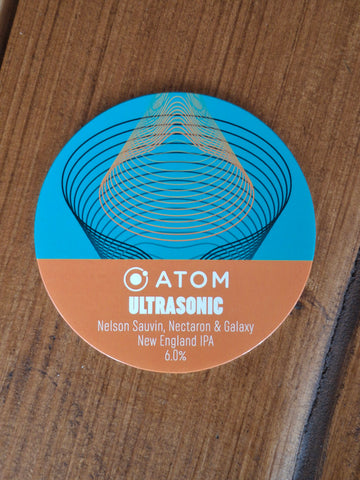 ATOM
ULTRASONIC
Nelson Sauvin, Nectaron & Galaxy
New England IPA
6.0%